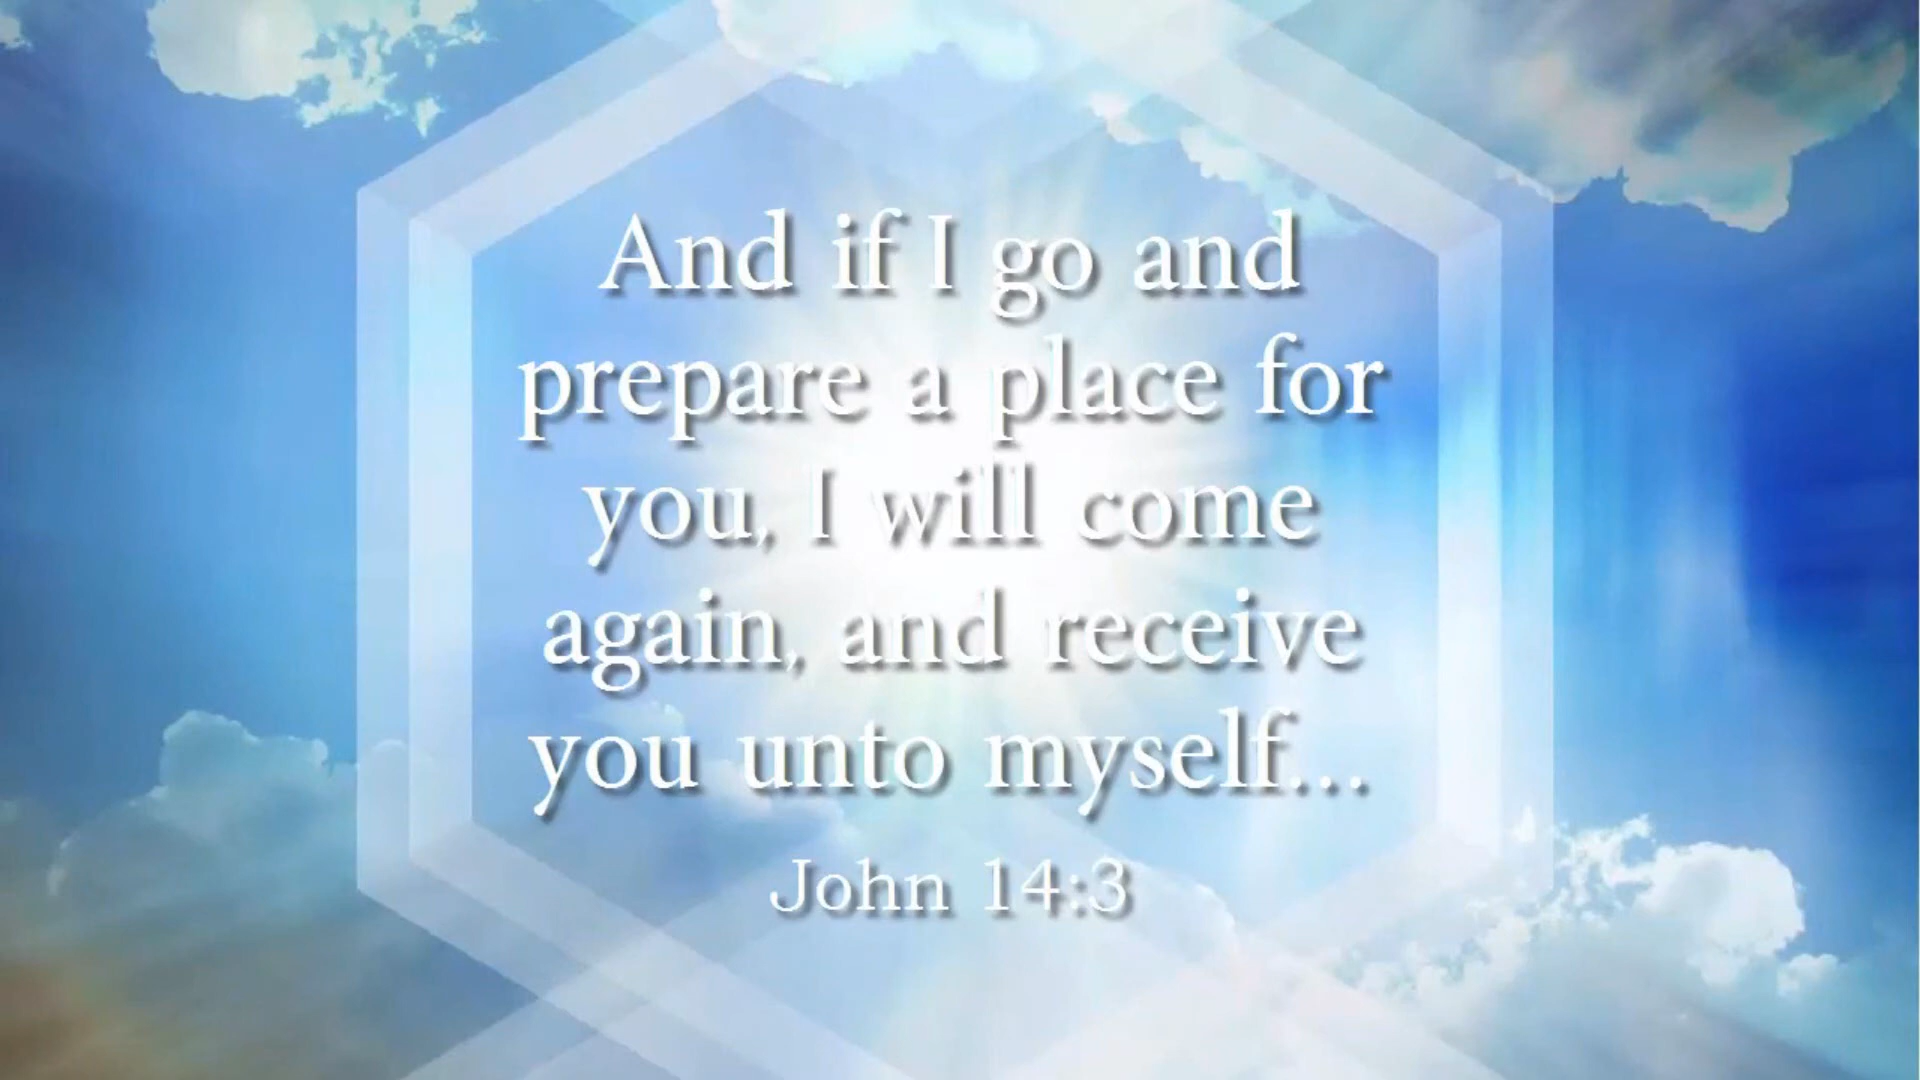 And if I go and
prepare a place for
you, I will come
again, and receive
you unto myself...
John 14:3